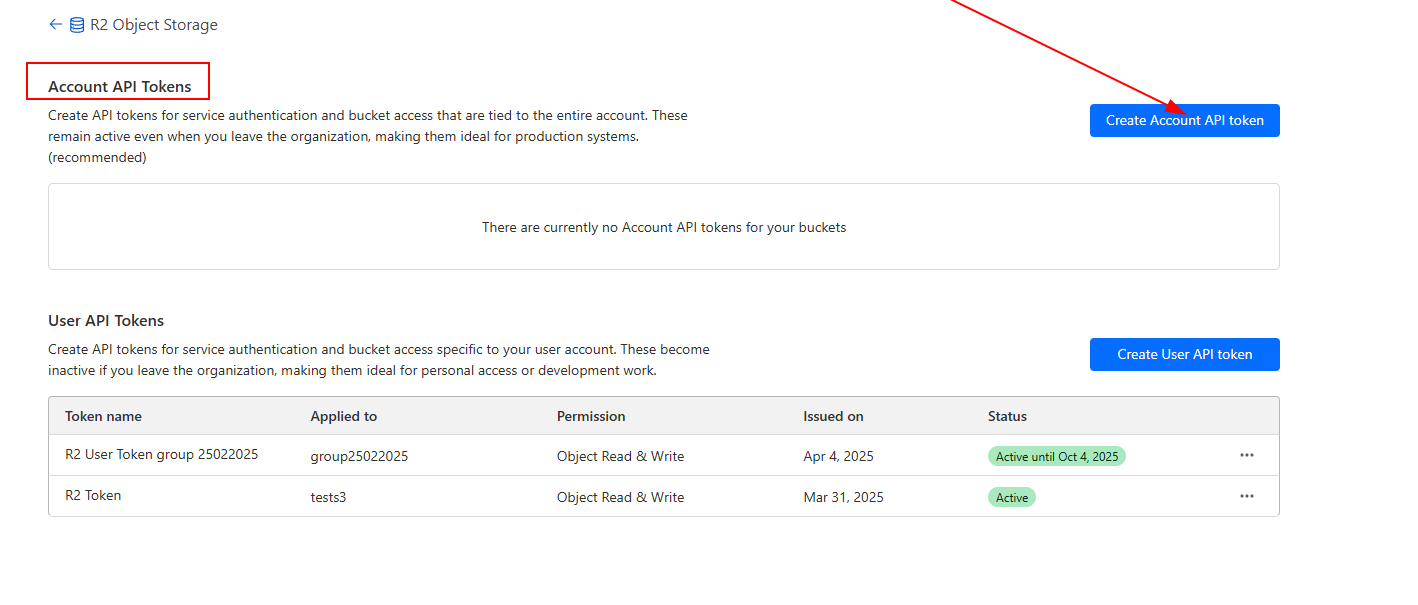 R2 Object Storage
Account API Tokens
Create API tokens for service authentication and bucket access that are tied to the entire account. These
remain active even when you leave the organization, making them ideal for production systems.
(recommended)
Create Account API token
There are currently no Account API tokens for your buckets
User API Tokens
Create API tokens for service authentication and bucket access specific to your user account. These become
inactive if you leave the organization, making them ideal for personal access or development work.
Create User API token
Token name Applied to Permission Issued on Status
R2 User Token group 25022025 group25022025 Object Read & Write Apr 4, 2025 Active until Oct 4, 2025
R2 Token tests3 Object Read & Write Mar 31, 2025 Active